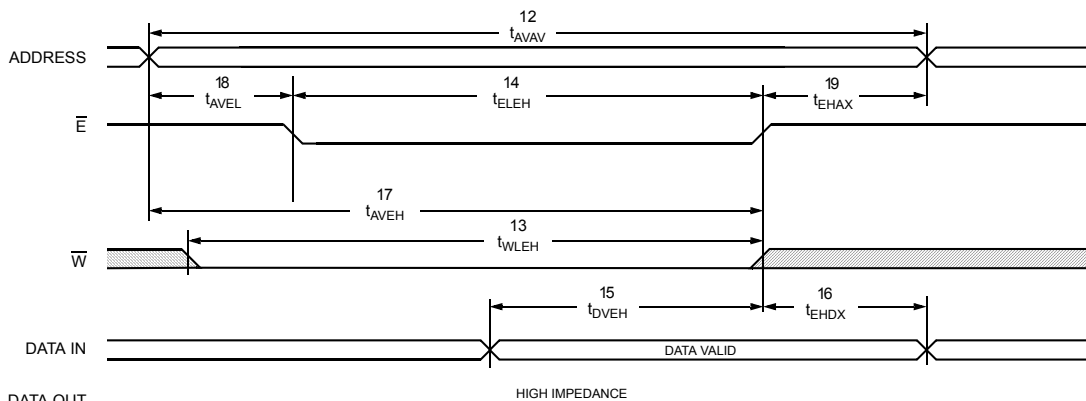 12
tAVAV
ADDRESS
18
tAVEL
14
tELEH
19
tEHAX
E
17
tAVEH
13
tWLEH
W
15
tDVEH
16
tEHDX
DATA IN
DATA VALID
HIGH IMPEDANCE
DATA OUT